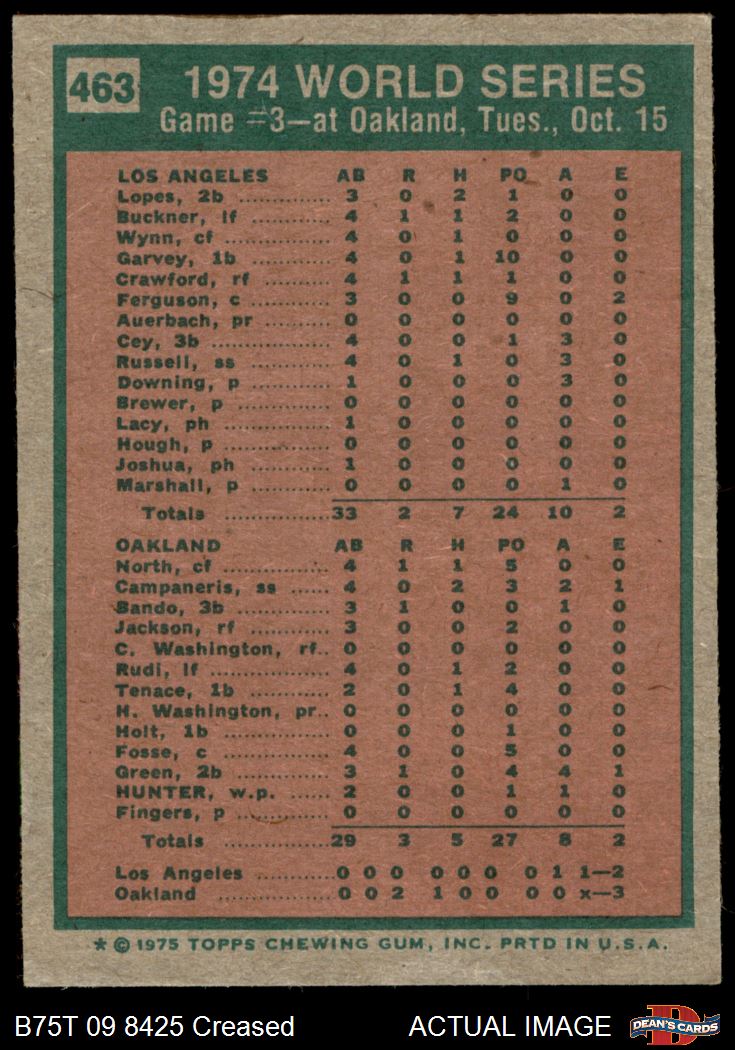 463
1974 WORLD SERIES
Game #3—at Oakland, Tues., Oct. 15
LOS ANGELES AB R H PO A E
Lopes, 2b .............. 3 0 2 1 0 0
Buckner, lf ............ 4 1 1 2 0 0
Wynn, cf ................ 4 0 1 0 0 0
Garvey, 1b ............. 4 0 1 10 0 0
Crawford, rf ........... 4 1 1 1 0 0
Ferguson, c ............ 3 0 0 9 0 2
Auerbach, pr ........... 0 0 0 0 0 0
Cey, 3b ................. 4 0 0 1 3 0
Russell, ss ............. 4 0 1 0 3 0
Downing, p ............. 1 0 0 0 3 0
Brewer, p ............... 0 0 0 0 0 0
Lacy, ph ................ 1 0 0 0 0 0
Hough, p ................ 0 0 0 0 0 0
Joshua, ph ............. 1 0 0 0 0 0
Marshall, p ............. 0 0 0 0 1 0
Totals ................ 33 2 7 24 10 2
OAKLAND AB R H PO A E
North, cf ................ 4 1 1 5 0 0
Campaneris, ss ...... 4 0 2 3 2 1
Bando, 3b .............. 3 1 0 0 1 0
Jackson, rf ............. 3 0 0 2 0 0
C. Washington, rf.. 0 0 0 0 0 0
Rudi, lf .................. 4 0 1 2 0 0
Tenace, 1b ............. 2 0 1 4 0 0
H. Washington, pr.. 0 0 0 0 0 0
Holt, 1b ................. 0 0 0 1 0 0
Fosse, c ................. 4 0 0 5 0 0
Green, 2b ............... 3 1 0 4 4 1
HUNTER, w.p. ...... 2 0 0 1 1 0
Fingers, p .............. 0 0 0 0 0 0
Totals ................ 29 3 5 27 8 2
Los Angeles ............ 0 0 0 0 0 0 0 1 1—2
Oakland ................. 0 0 2 1 0 0 0 0 x—3
* © 1975 TOPPS CHEWING GUM, INC. PRTD IN U.S.A.
B75T 09 8425 Creased ACTUAL IMAGE
D
DEAN'S CARDS